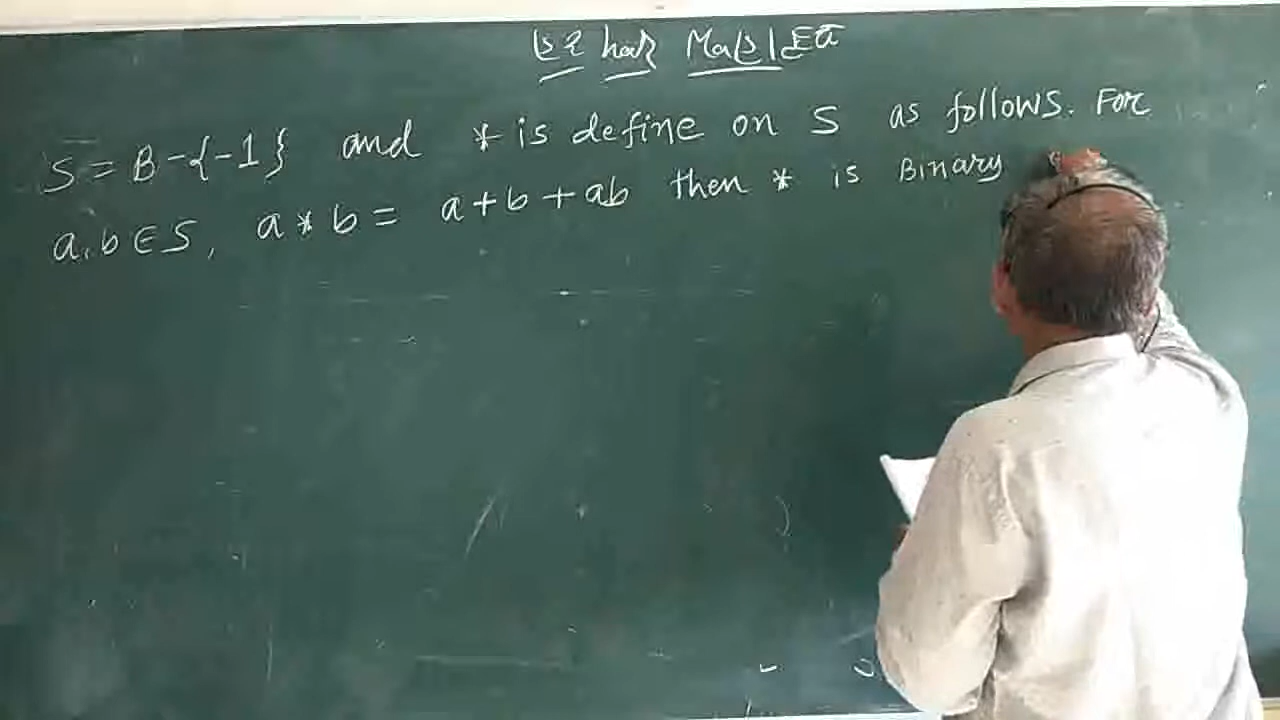 S = B - {-1} and * is define on S as follows. For
a, b ∈ S, a * b = a + b + ab then * is Binary